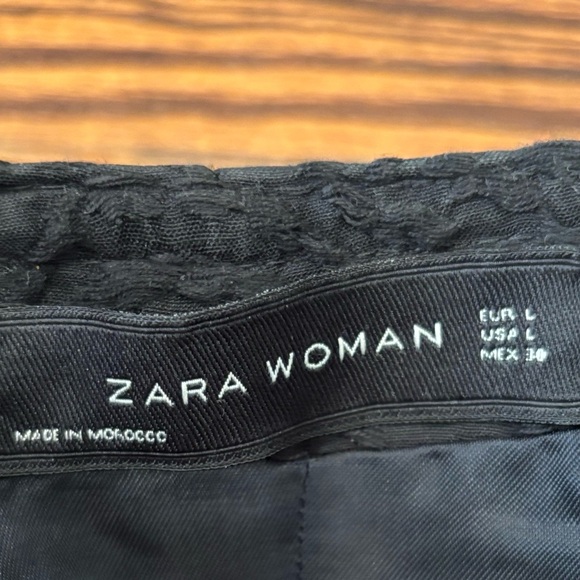 ZARA WOMAN
EUR L
USA L
MEX 30
MADE IN MOROCCO